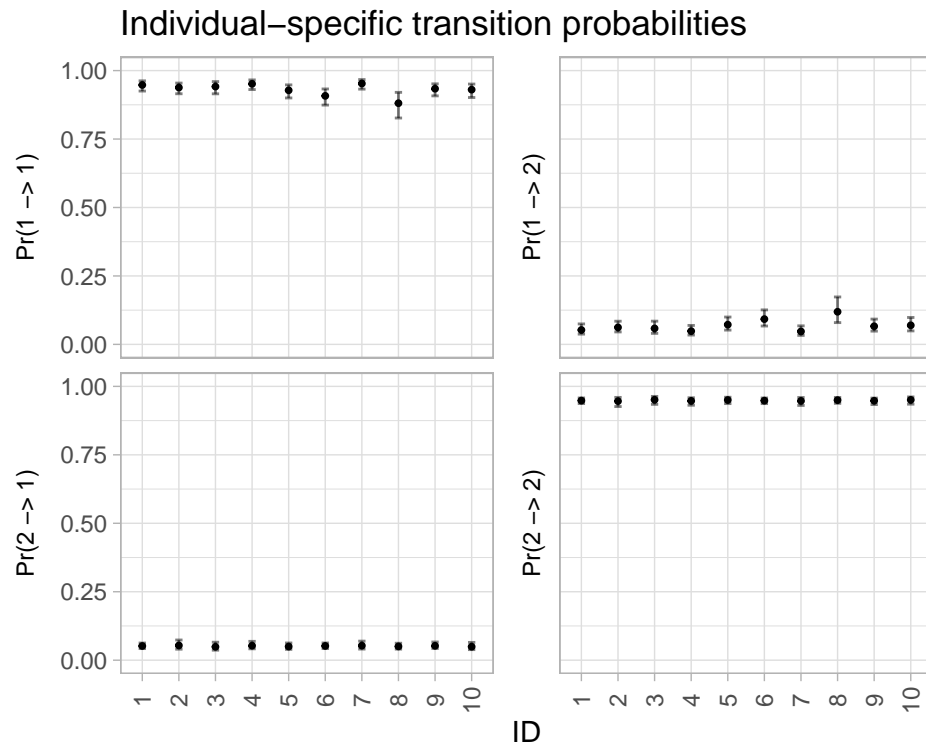 Individual−specific transition probabilities
Pr(1 −> 1)
1.00
0.75
0.50
0.25
0.00
Pr(1 −> 2)
Pr(2 −> 1)
1.00
0.75
0.50
0.25
0.00
Pr(2 −> 2)
1 2 3 4 5 6 7 8 9 10
1 2 3 4 5 6 7 8 9 10
ID